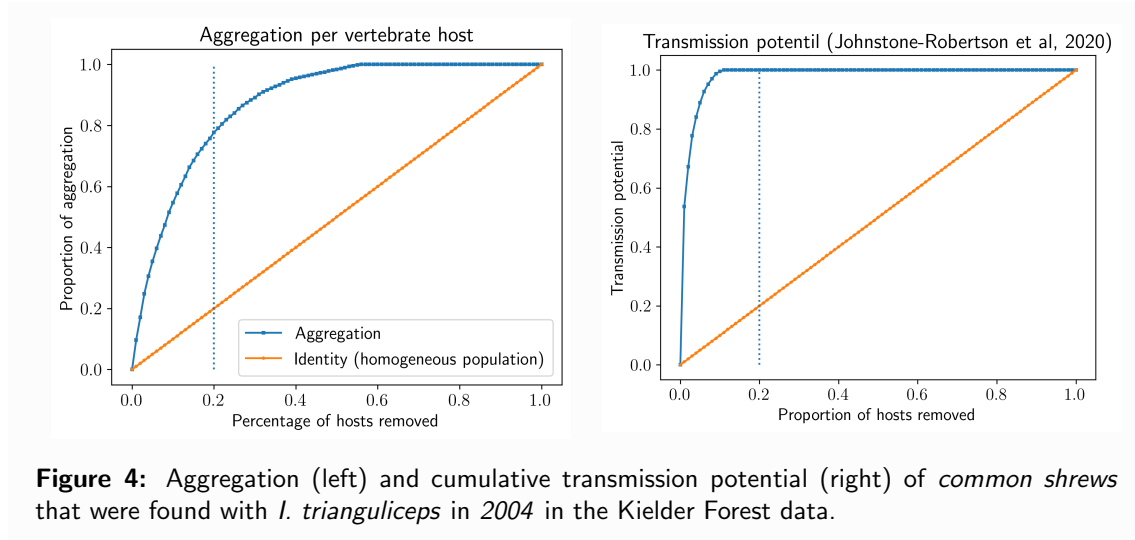 Aggregation per vertebrate host
1.0
0.8
0.6
0.4
0.2
0.0
Proportion of aggregation
Aggregation
Identity (homogeneous population)
0.0 0.2 0.4 0.6 0.8 1.0
Percentage of hosts removed
Transmission potentil (Johnstone-Robertson et al, 2020)
1.0
0.8
0.6
0.4
0.2
0.0
Transmission potential
0.0 0.2 0.4 0.6 0.8 1.0
Proportion of hosts removed
Figure 4: Aggregation (left) and cumulative transmission potential (right) of common shrews
that were found with I. trianguliceps in 2004 in the Kielder Forest data.